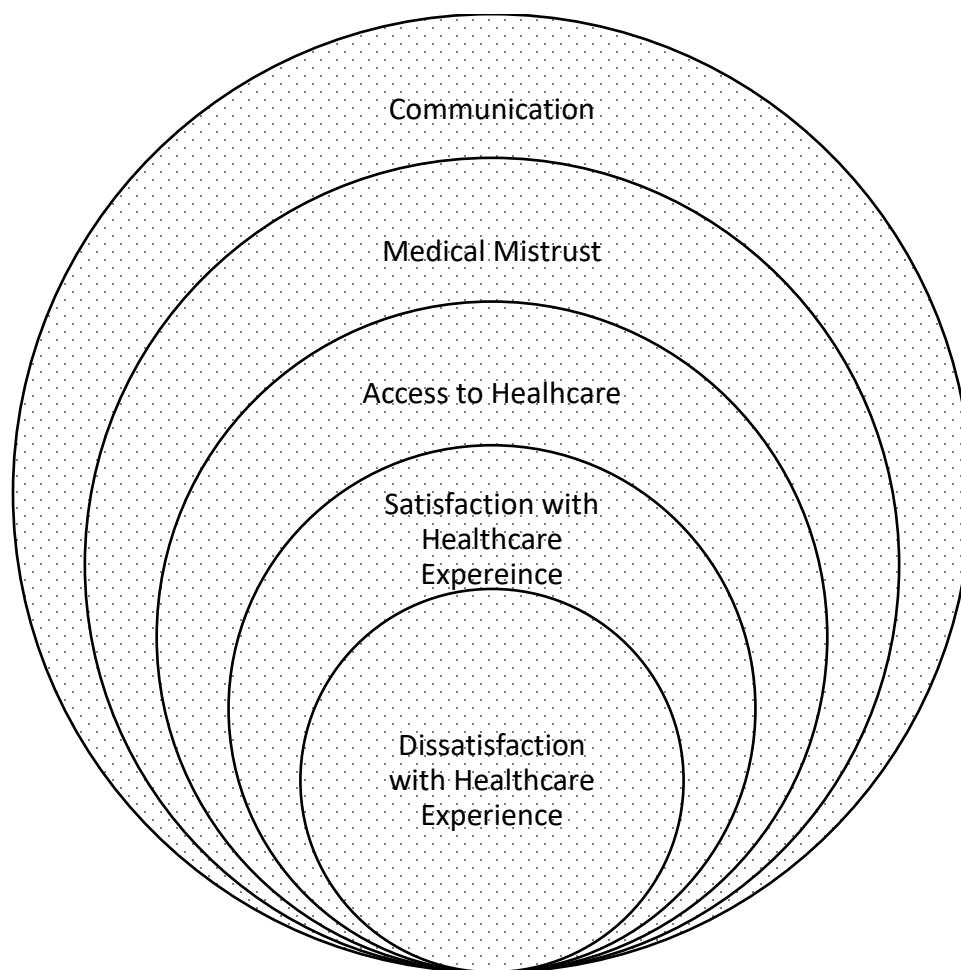 Communication
Medical Mistrust
Access to Healhcare
Satisfaction with
Healthcare
Expereince
Dissatisfaction
with Healthcare
Experience